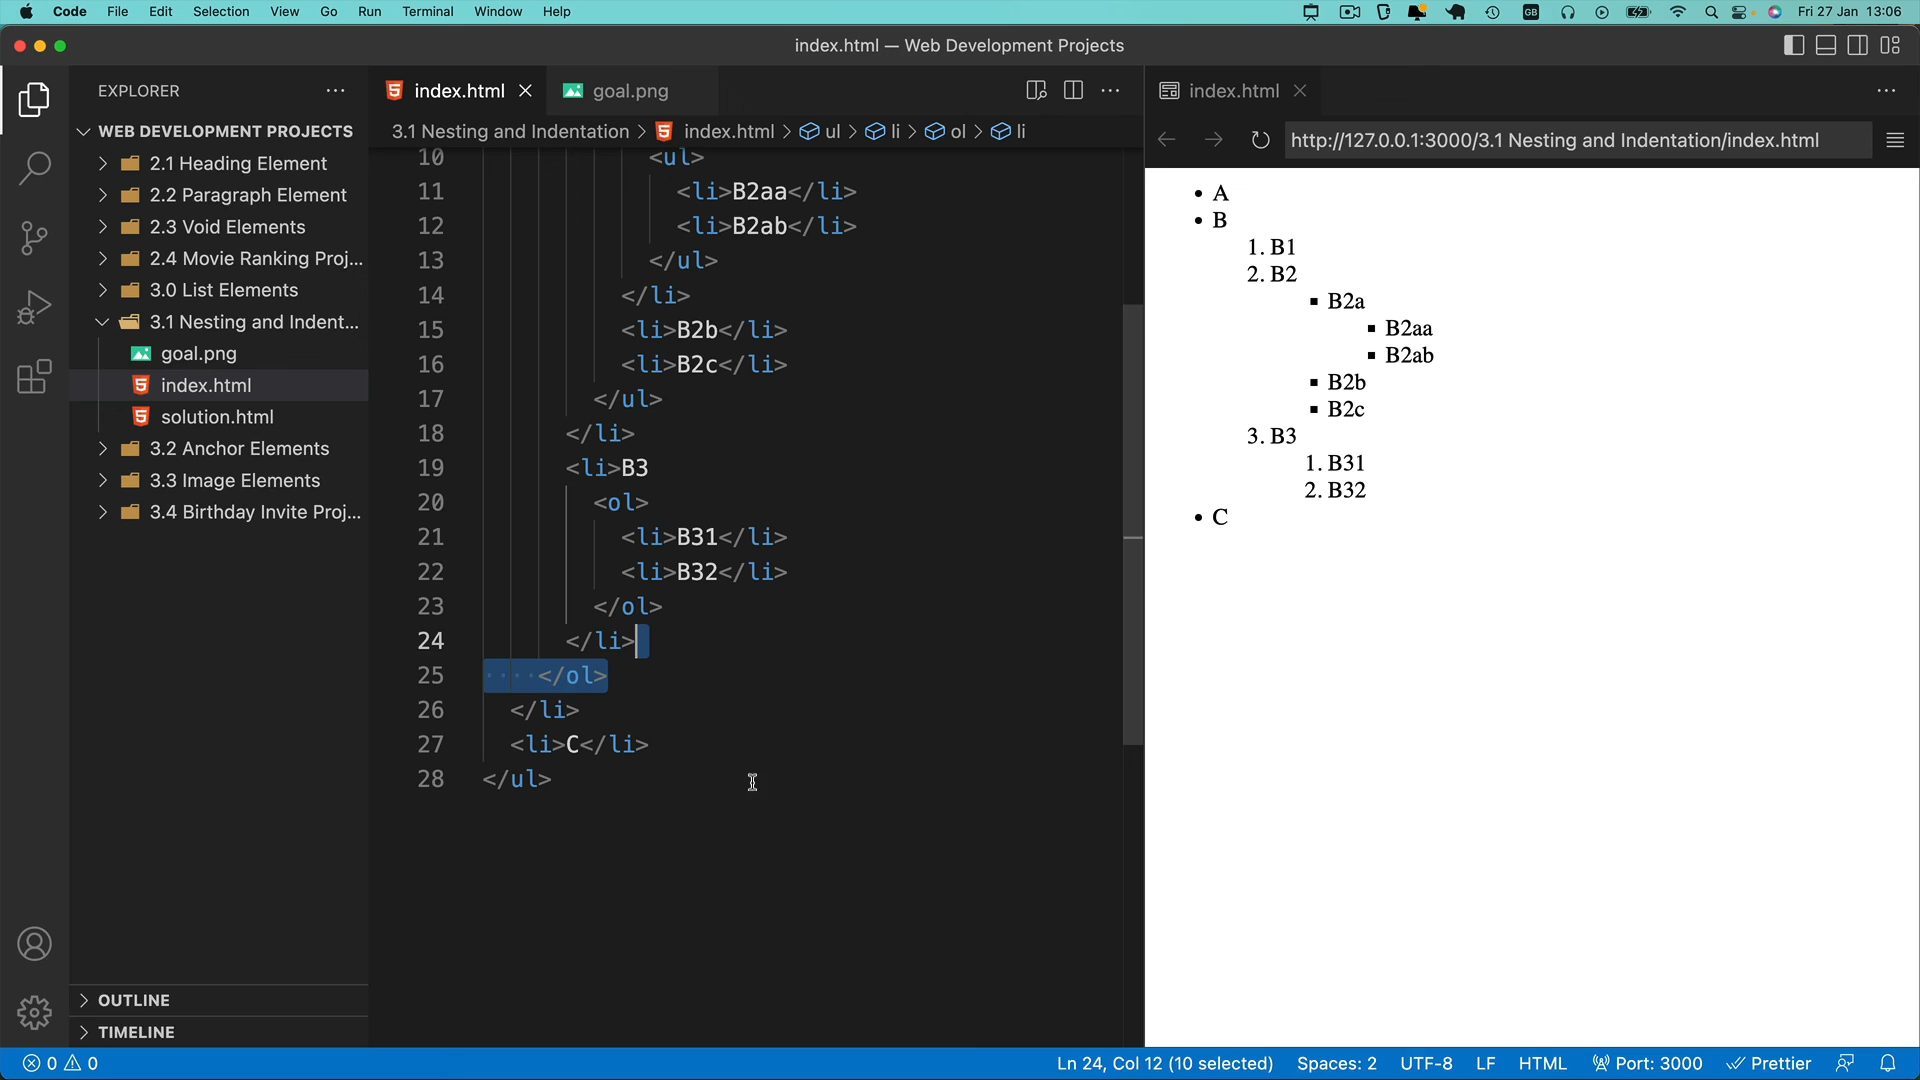 Code File Edit Selection View Go Run Terminal Window Help GB Fri 27 Jan 13:06
index.html — Web Development Projects
EXPLORER
index.html
goal.png
index.html
WEB DEVELOPMENT PROJECTS
3.1 Nesting and Indentation > index.html > ul > li > ol > li
http://127.0.0.1:3000/3.1 Nesting and Indentation/index.html
2.1 Heading Element
2.2 Paragraph Element
2.3 Void Elements
2.4 Movie Ranking Proj...
3.0 List Elements
3.1 Nesting and Indent...
goal.png
index.html
solution.html
3.2 Anchor Elements
3.3 Image Elements
3.4 Birthday Invite Proj...
OUTLINE
TIMELINE
10 <ul>
11 <li>B2aa</li>
12 <li>B2ab</li>
13 </ul>
14 </li>
15 <li>B2b</li>
16 <li>B2c</li>
17 </ul>
18 </li>
19 <li>B3
20 <ol>
21 <li>B31</li>
22 <li>B32</li>
23 </ol>
24 </li>
25 </ol>
26 </li>
27 <li>C</li>
28 </ul>
• A
• B
1. B1
2. B2
▪ B2a
▪ B2aa
▪ B2ab
▪ B2b
▪ B2c
3. B3
1. B31
2. B32
• C
0 0 Ln 24, Col 12 (10 selected) Spaces: 2 UTF-8 LF HTML Port: 3000 Prettier